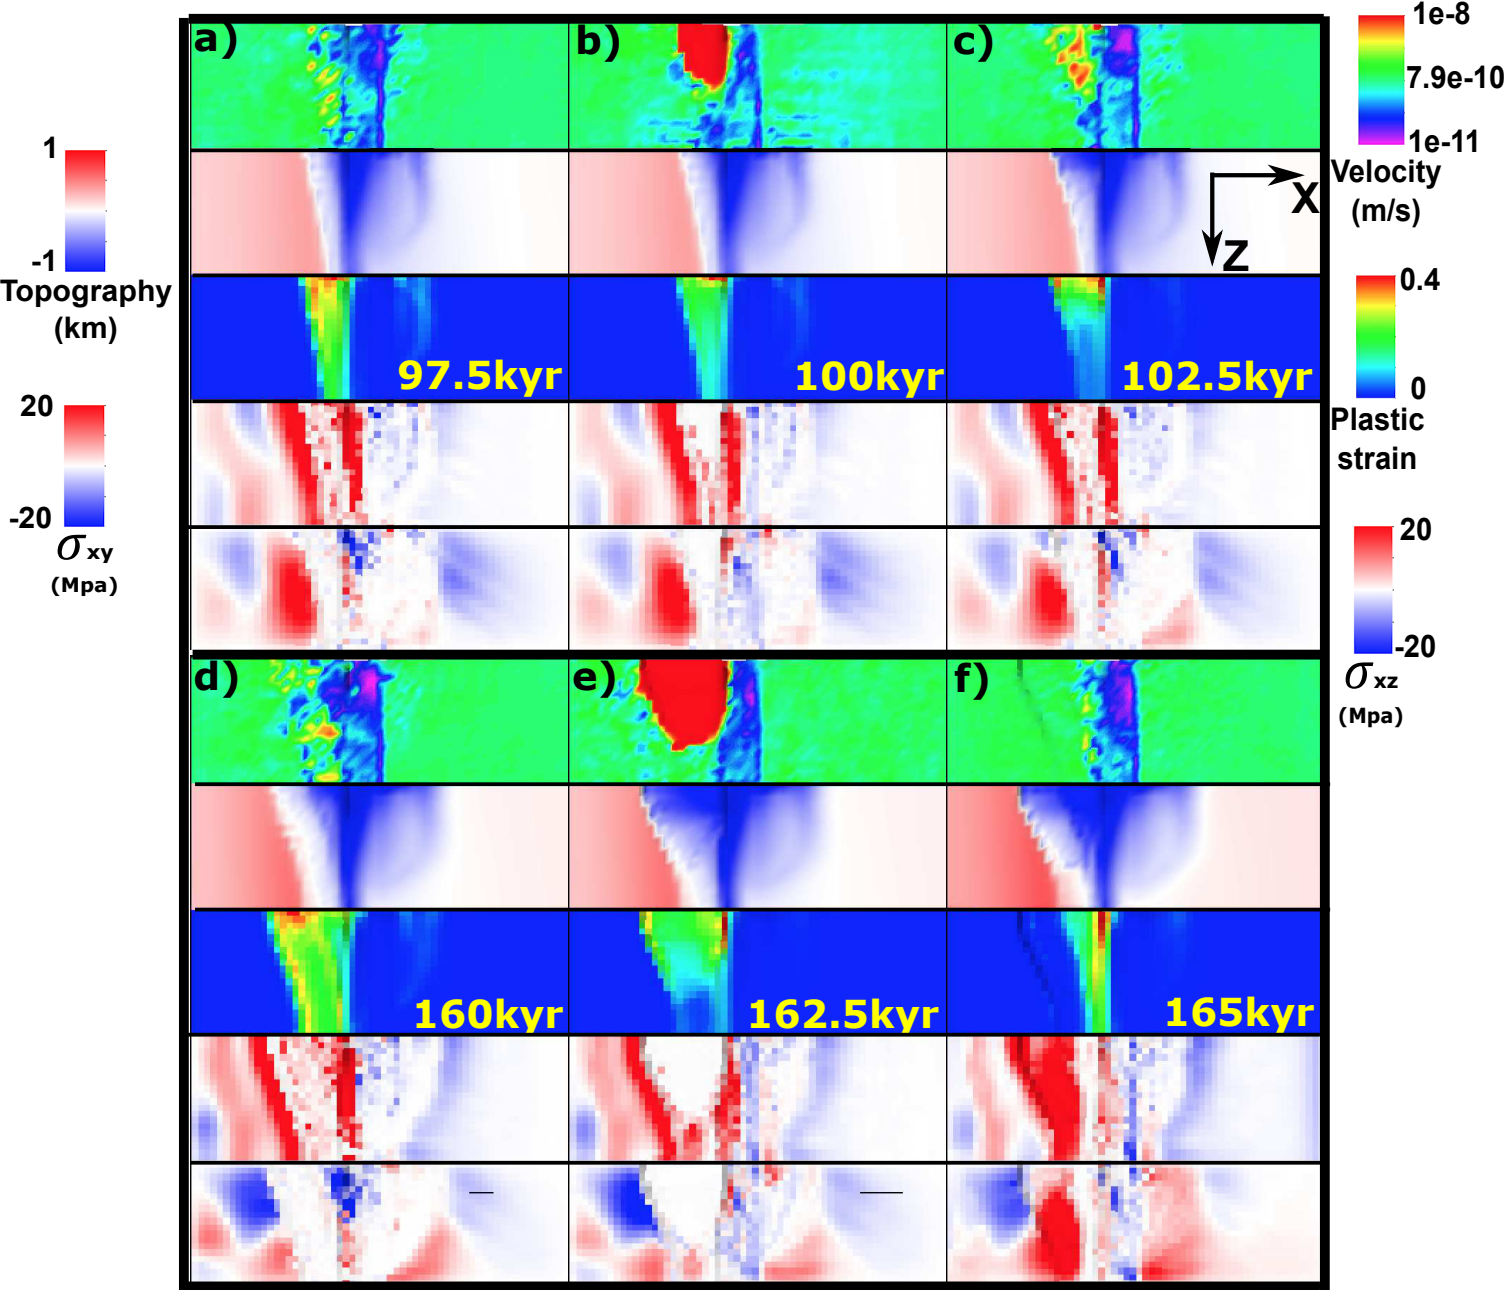 a)
b)
c)
1e-8
7.9e-10
1e-11
Velocity
(m/s)
1
-1
Topography
(km)
X
Z
97.5kyr
100kyr
102.5kyr
0.4
0
Plastic
strain
20
-20
σxy
(Mpa)
20
-20
σxz
(Mpa)
d)
e)
f)
160kyr
162.5kyr
165kyr